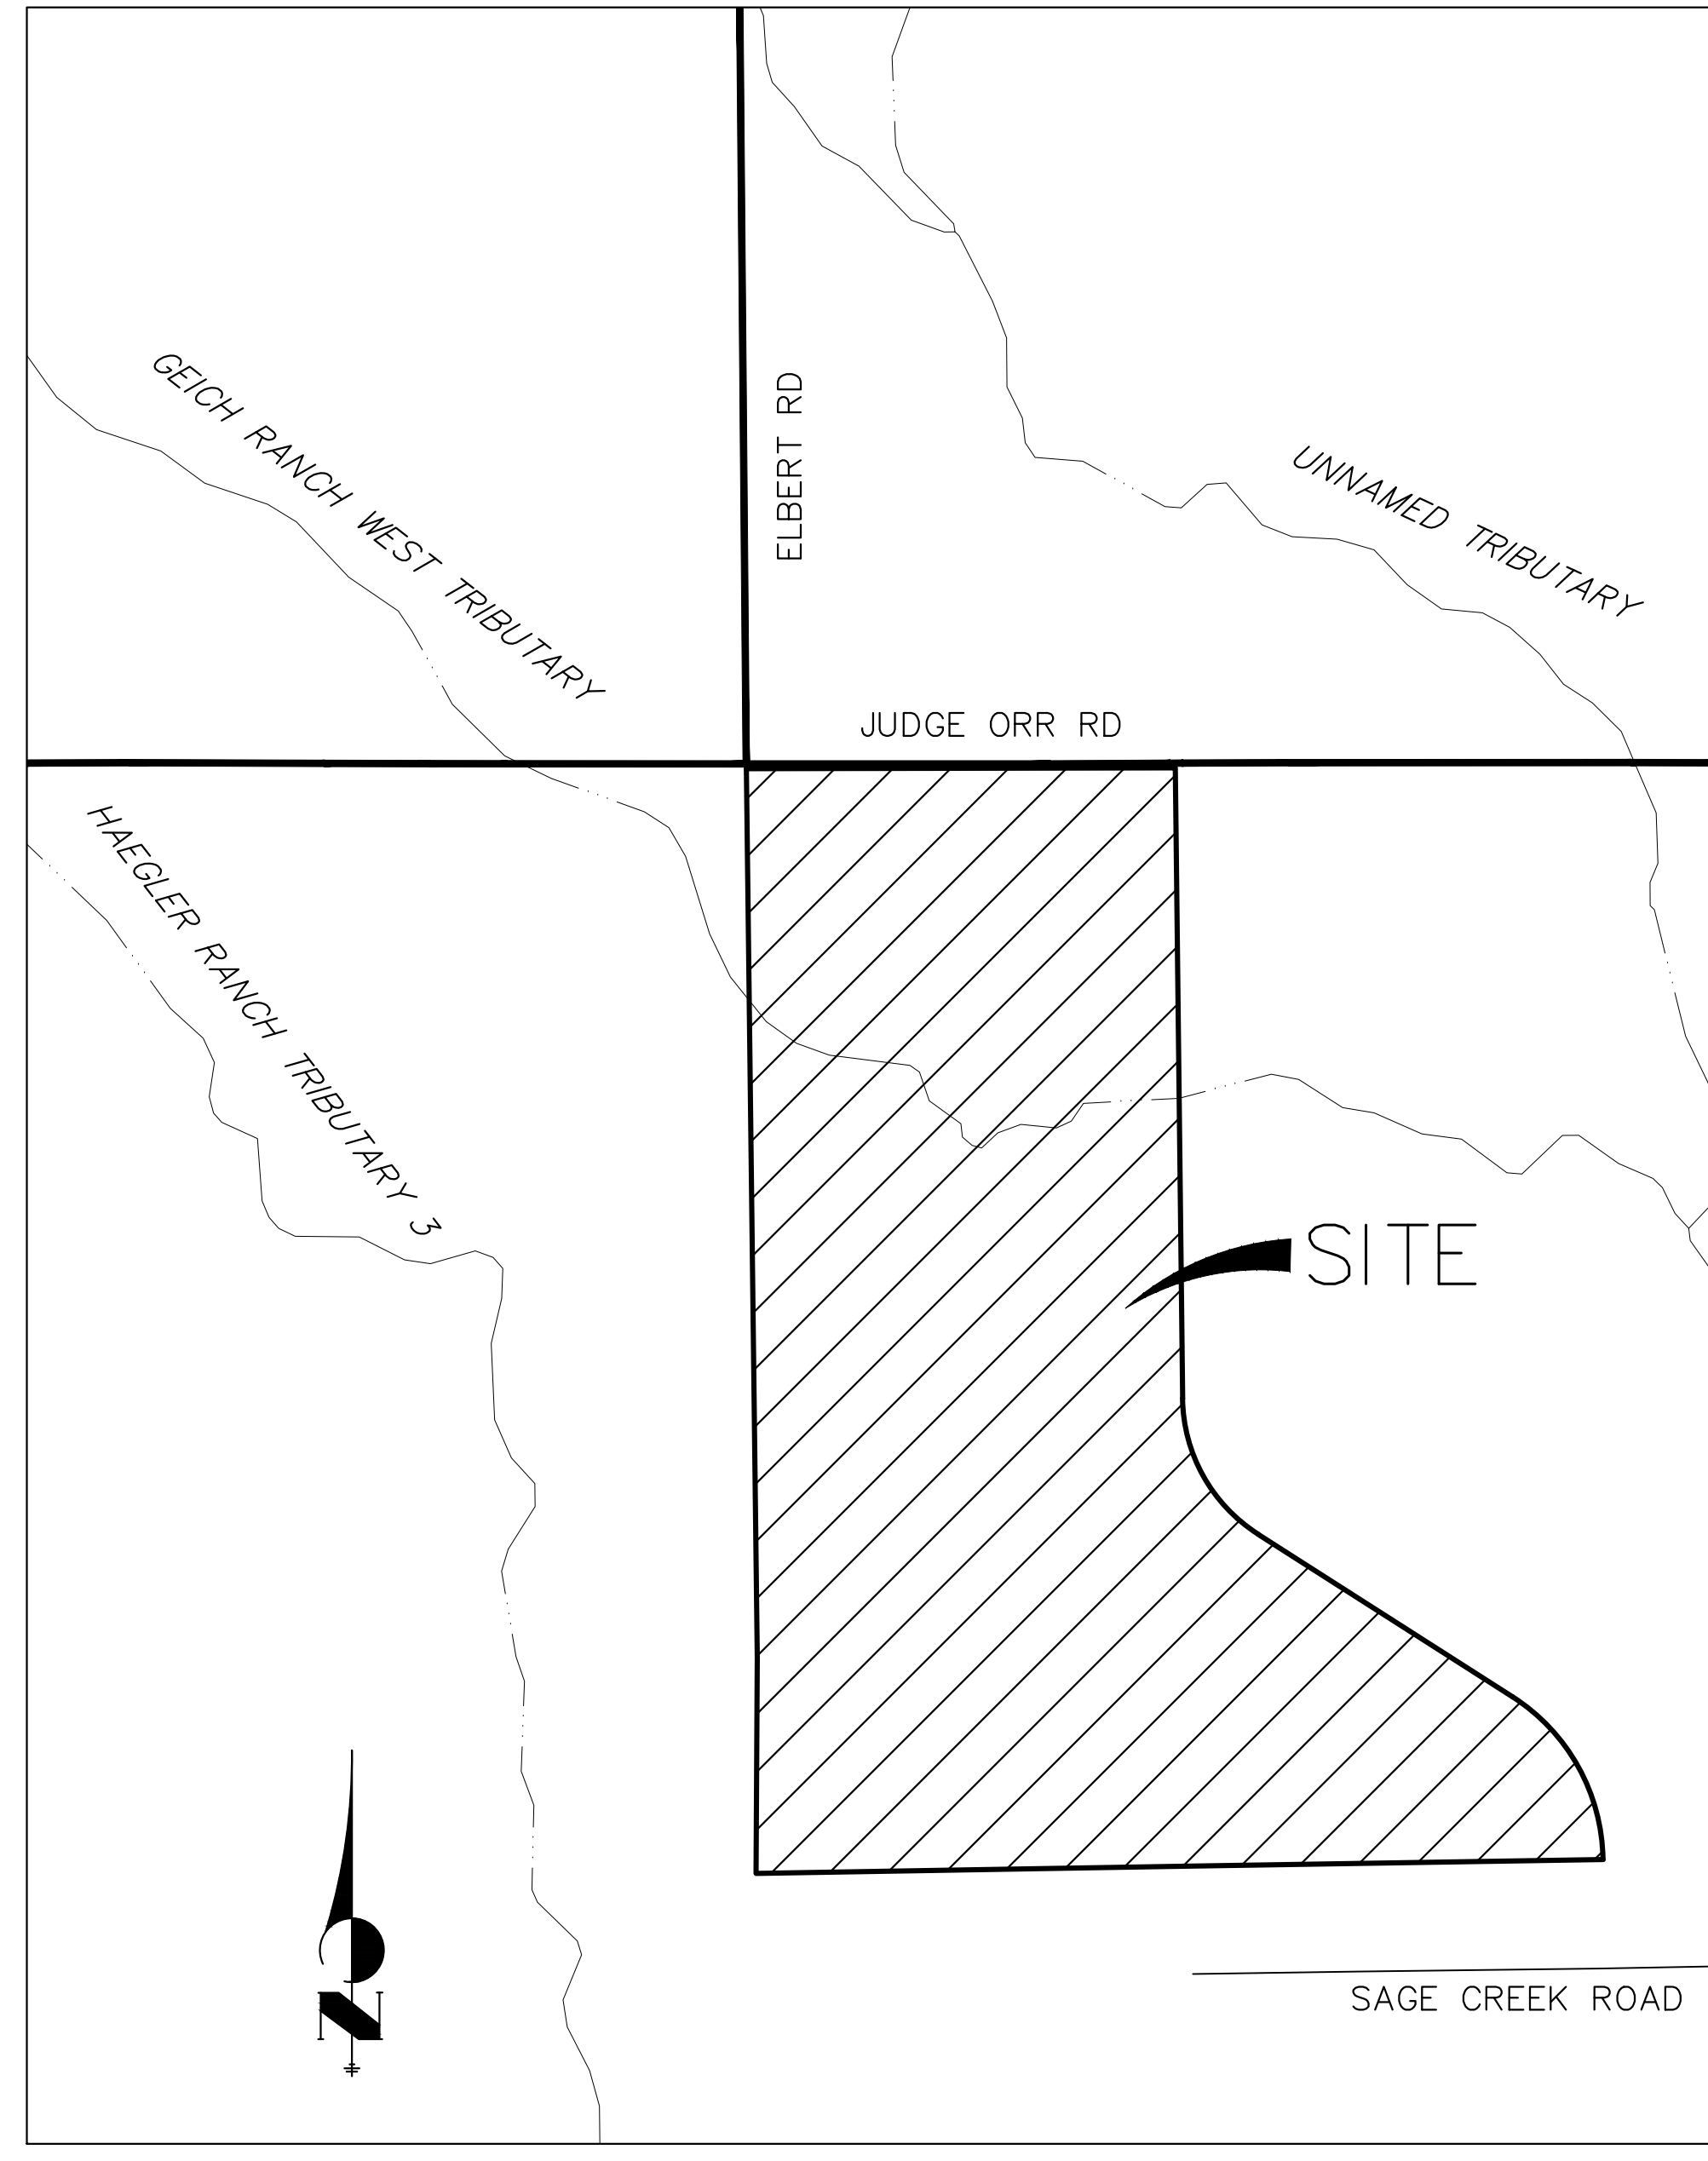 GEICH RANCH WEST TRIBUTARY
ELBERT RD
UNNAMED TRIBUTARY
JUDGE ORR RD
HAEGLER RANCH TRIBUTARY 3
SITE
N
SAGE CREEK ROAD